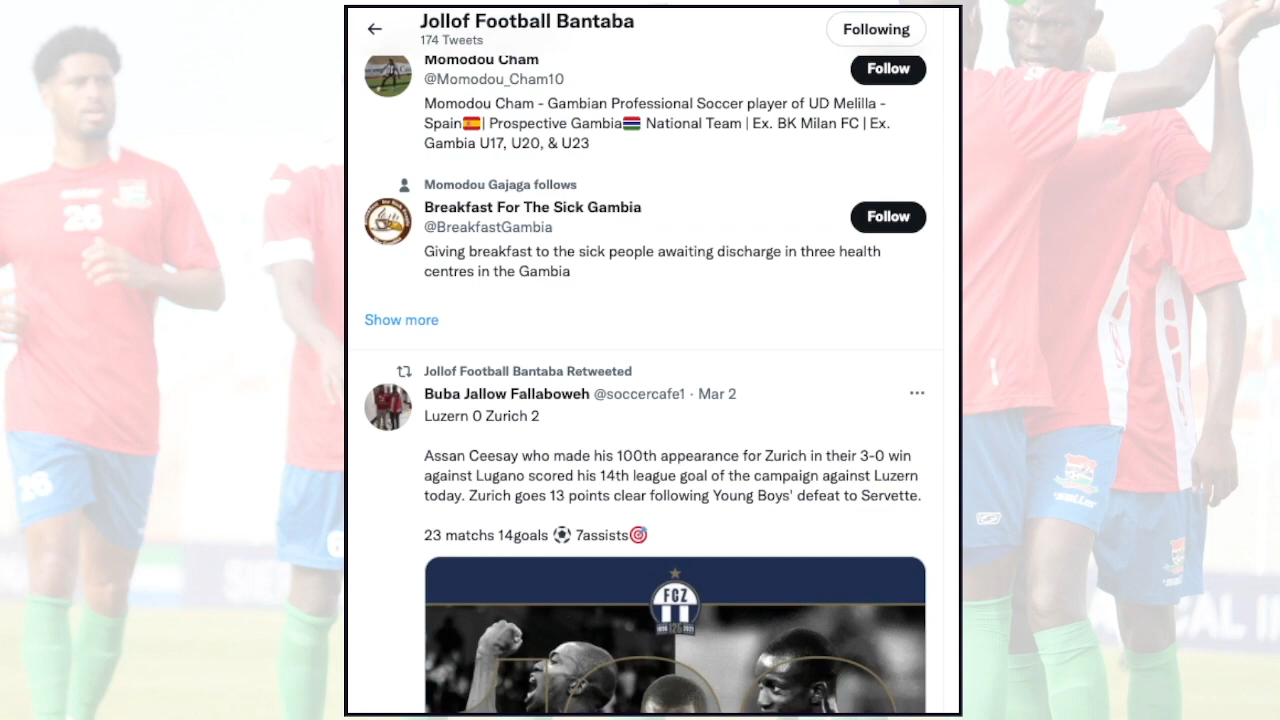 Jollof Football Bantaba
174 Tweets
Following
Momodou Cham
@Momodou_Cham10
Follow
Momodou Cham - Gambian Professional Soccer player of UD Melilla -
Spain🇪🇸| Prospective Gambia🇬🇲 National Team | Ex. BK Milan FC | Ex.
Gambia U17, U20, & U23
Momodou Gajaga follows
Breakfast For The Sick Gambia
@BreakfastGambia
Follow
Giving breakfast to the sick people awaiting discharge in three health
centres in the Gambia
Show more
Jollof Football Bantaba Retweeted
Buba Jallow Fallaboweh @soccercafe1 · Mar 2
Luzern 0 Zurich 2
Assan Ceesay who made his 100th appearance for Zurich in their 3-0 win
against Lugano scored his 14th league goal of the campaign against Luzern
today. Zurich goes 13 points clear following Young Boys' defeat to Servette.
23 matchs 14goals ⚽ 7assists🎯
FCZ
26
26